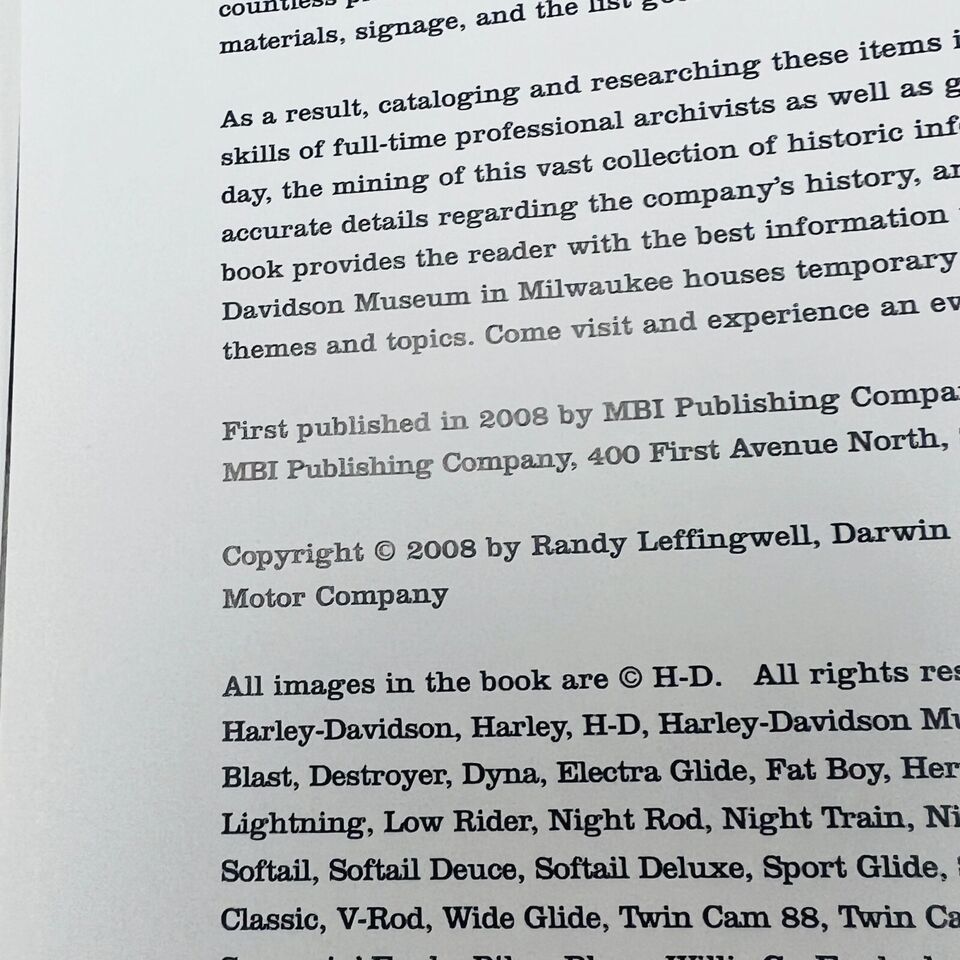 countless
materials, signage, and the list
As a result, cataloging and researching these items
skills of full-time professional archivists as well as
day, the mining of this vast collection of historic
accurate details regarding the company's history,
book provides the reader with the best information
Davidson Museum in Milwaukee houses temporary
themes and topics. Come visit and experience an
First published in 2008 by MBI Publishing
MBI Publishing Company, 400 First Avenue North,
Copyright © 2008 by Randy Leffingwell, Darwin
Motor Company
All images in the book are © H-D. All rights
Harley-Davidson, Harley, H-D, Harley-Davidson
Blast, Destroyer, Dyna, Electra Glide, Fat Boy,
Lightning, Low Rider, Night Rod, Night Train,
Softail, Softail Deuce, Softail Deluxe, Sport Glide,
Classic, V-Rod, Wide Glide, Twin Cam 88, Twin